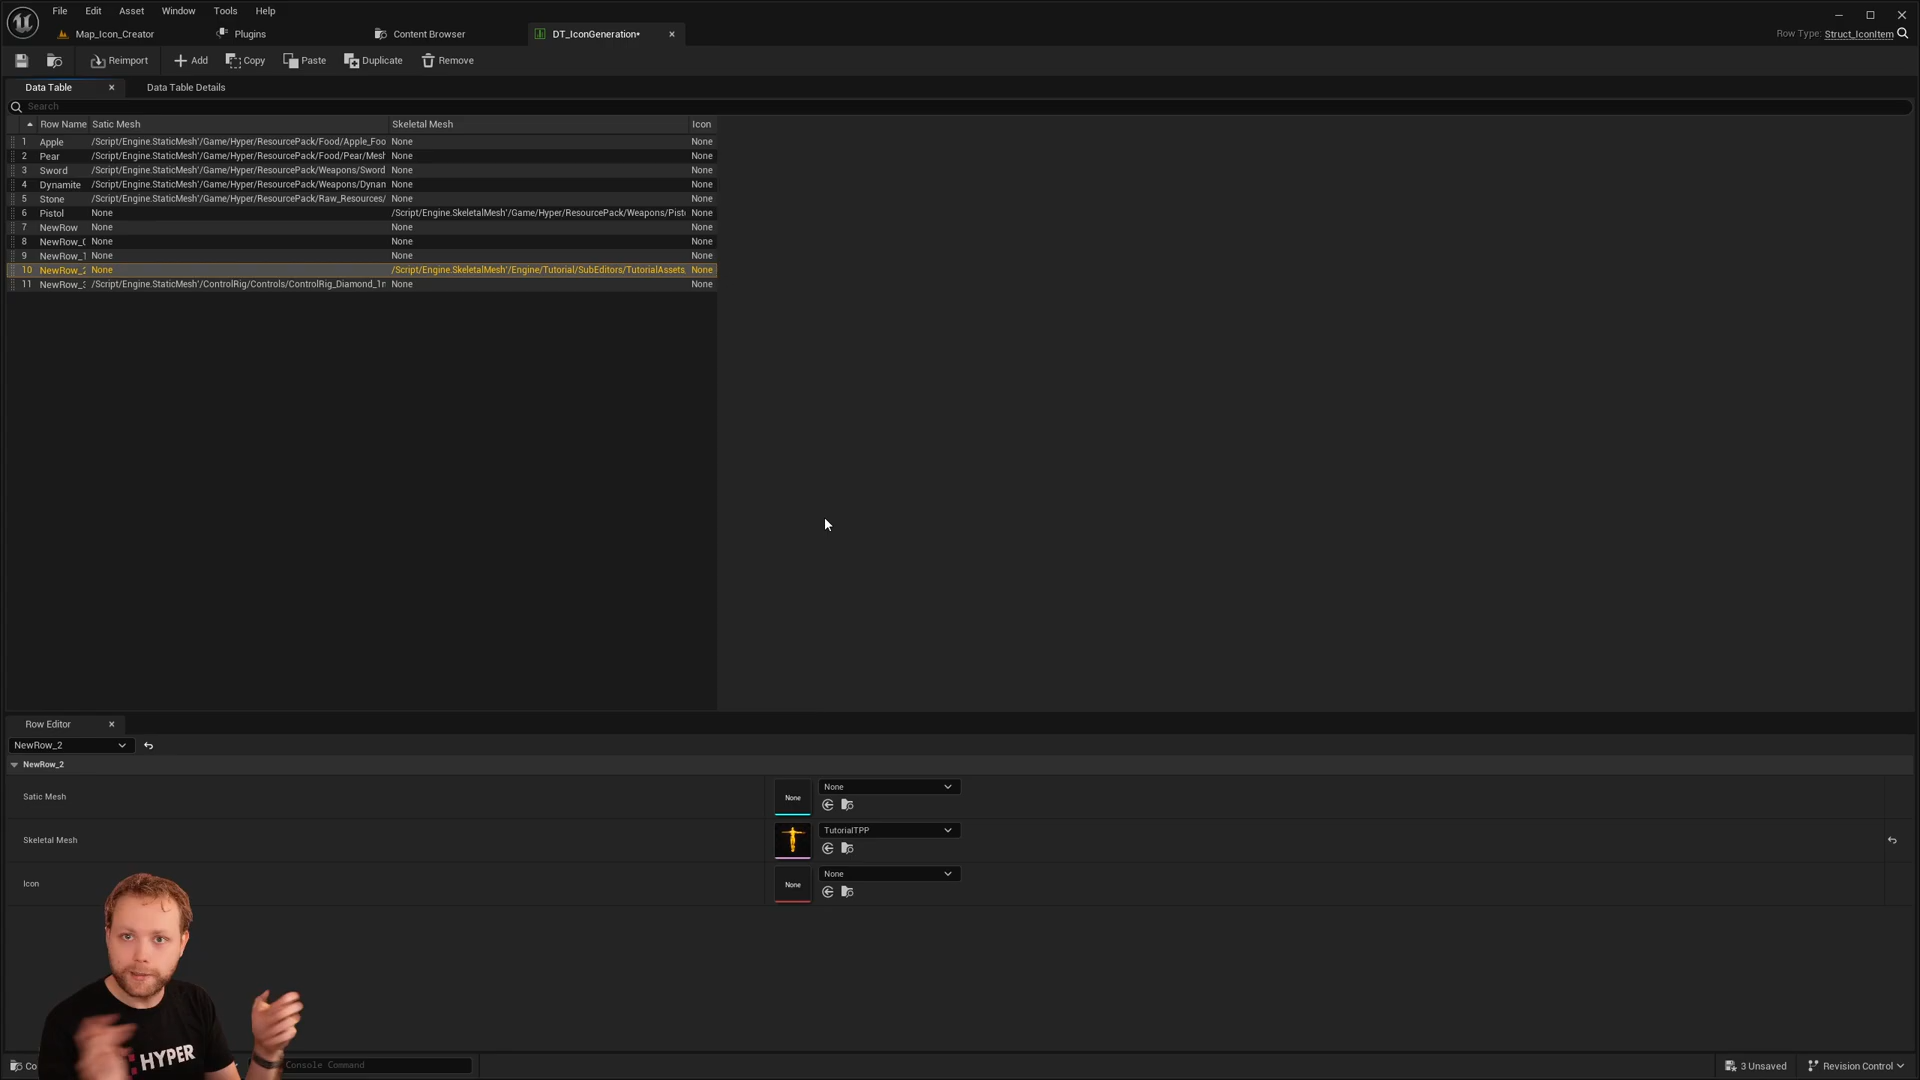 File Edit Asset Window Tools Help
Map_Icon_Creator Plugins Content Browser DT_IconGeneration* Row Type: Struct_IconItem
Reimport Add Copy Paste Duplicate Remove
Data Table Data Table Details
Search
Row Name Satic Mesh Skeletal Mesh Icon
1 Apple /Script/Engine.StaticMesh'/Game/Hyper/ResourcePack/Food/Apple_Foo None None
2 Pear /Script/Engine.StaticMesh'/Game/Hyper/ResourcePack/Food/Pear/Mesh None None
3 Sword /Script/Engine.StaticMesh'/Game/Hyper/ResourcePack/Weapons/Sword None None
4 Dynamite /Script/Engine.StaticMesh'/Game/Hyper/ResourcePack/Weapons/Dynan None None
5 Stone /Script/Engine.StaticMesh'/Game/Hyper/ResourcePack/Raw_Resources/ None None
6 Pistol None /Script/Engine.SkeletalMesh'/Game/Hyper/ResourcePack/Weapons/Pist None
7 NewRow None None None
8 NewRow_0 None None None
9 NewRow_1 None None None
10 NewRow_2 None /Script/Engine.SkeletalMesh'/Engine/Tutorial/SubEditors/TutorialAssets None
11 NewRow_3 /Script/Engine.StaticMesh'/ControlRig/Controls/ControlRig_Diamond_1m None None
Row Editor
NewRow_2
NewRow_2
Satic Mesh None None
Skeletal Mesh TutorialTPP
Icon None None
HYPER
Co Console Command 3 Unsaved Revision Control